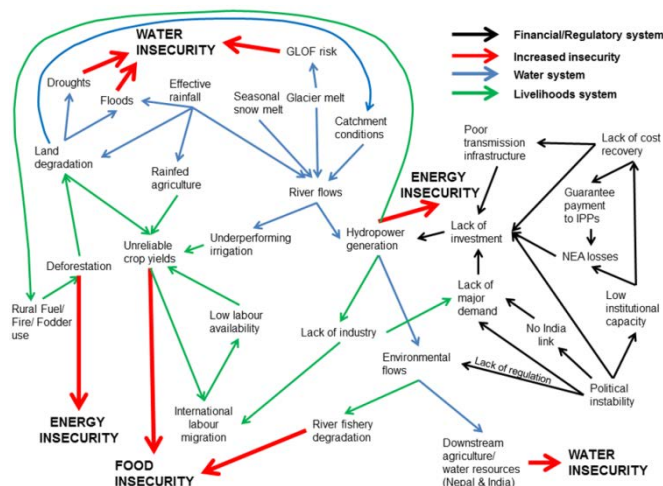 WATER
INSECURITY
Financial/Regulatory system
Increased insecurity
Water system
Livelihoods system
GLOF risk
Droughts
Floods
Effective
rainfall
Seasonal
snow melt
Glacier melt
Catchment
conditions
Poor
transmission
infrastructure
Lack of cost
recovery
Land
degradation
Rainfed
agriculture
River flows
ENERGY
INSECURITY
Guarantee
payment
to IPPs
Unreliable
crop yields
Underperforming
irrigation
Hydropower
generation
Lack of
investment
NEA losses
Deforestation
Rural Fuel/
Fire/ Fodder
use
Low labour
availability
Lack of industry
Lack of
major
demand
No India
link
Low
institutional
capacity
Environmental
flows
Lack of regulation
Political
instability
ENERGY
INSECURITY
International
labour
migration
River fishery
degradation
FOOD
INSECURITY
Downstream
agriculture/
water resources
(Nepal & India)
WATER
INSECURITY